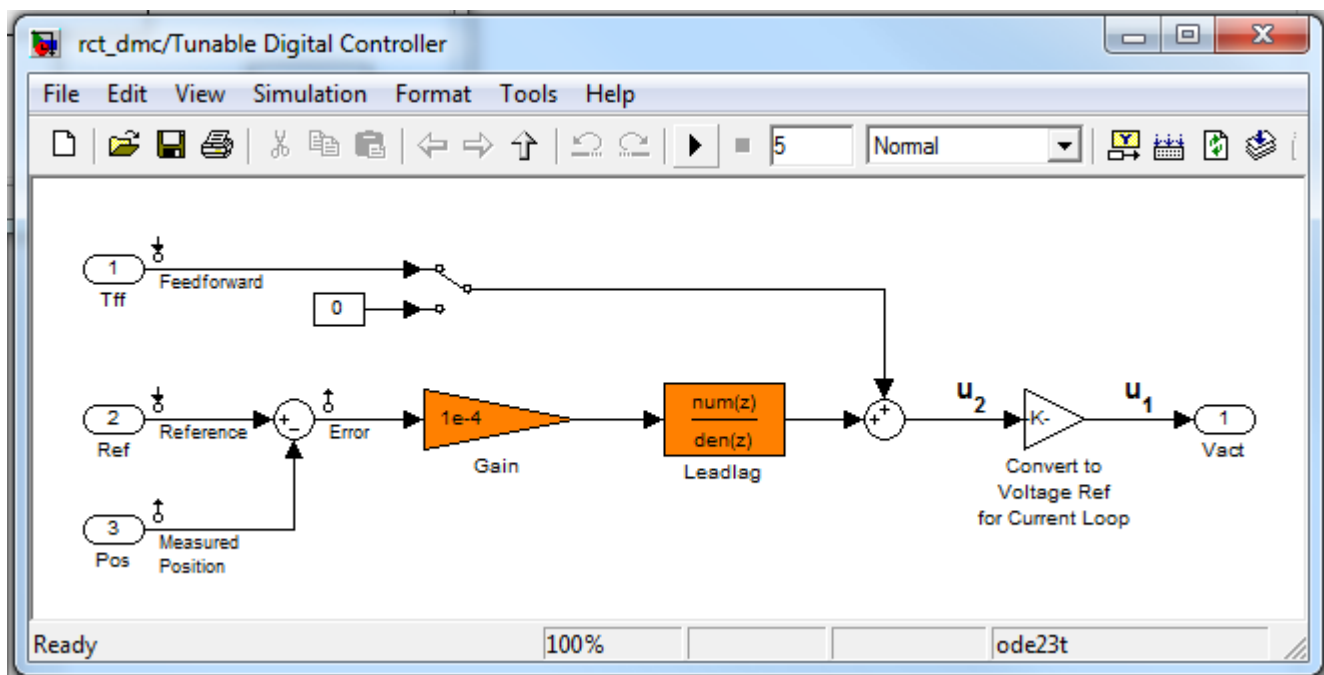 rct_dmc/Tunable Digital Controller
File Edit View Simulation Format Tools Help
5 Normal
1
Tff
Feedforward
0
2
Ref
Reference
+
−
Error
1e-4
Gain
num(z)
den(z)
Leadlag
+
+
u2
-K-
u1
1
Vact
Convert to
Voltage Ref
for Current Loop
3
Pos
Measured
Position
Ready 100% ode23t